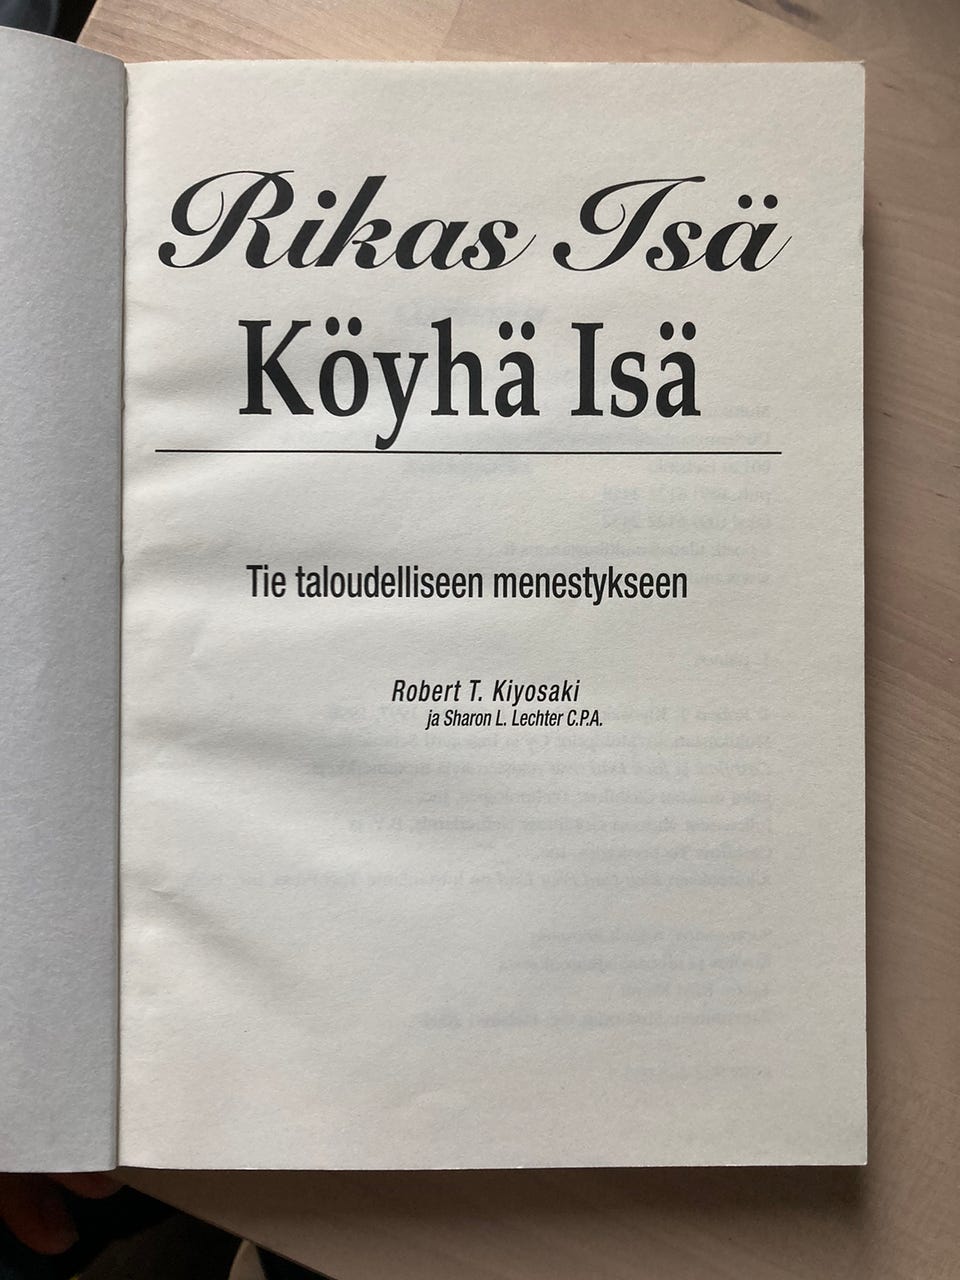 Rikas Isä
Köyhä Isä
Tie taloudelliseen menestykseen
Robert T. Kiyosaki
ja Sharon L. Lechter C.P.A.